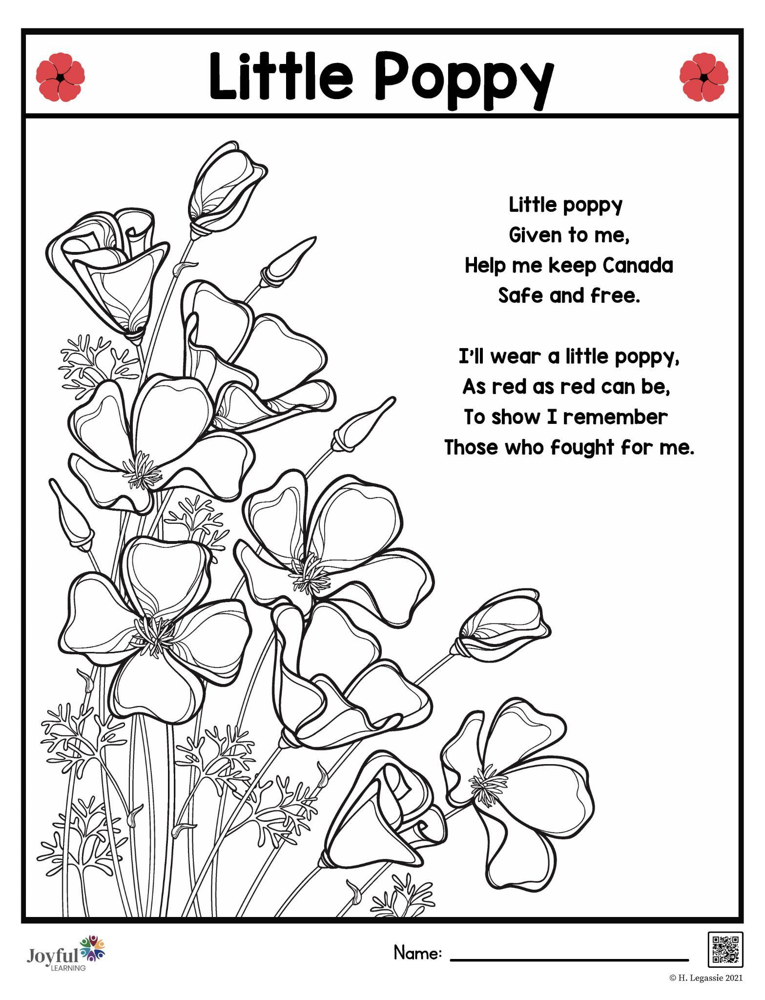 Little Poppy
Little poppy
Given to me,
Help me keep Canada
Safe and free.
I'll wear a little poppy,
As red as red can be,
To show I remember
Those who fought for me.
Joyful
LEARNING
Name:
© H. Legassie 2021